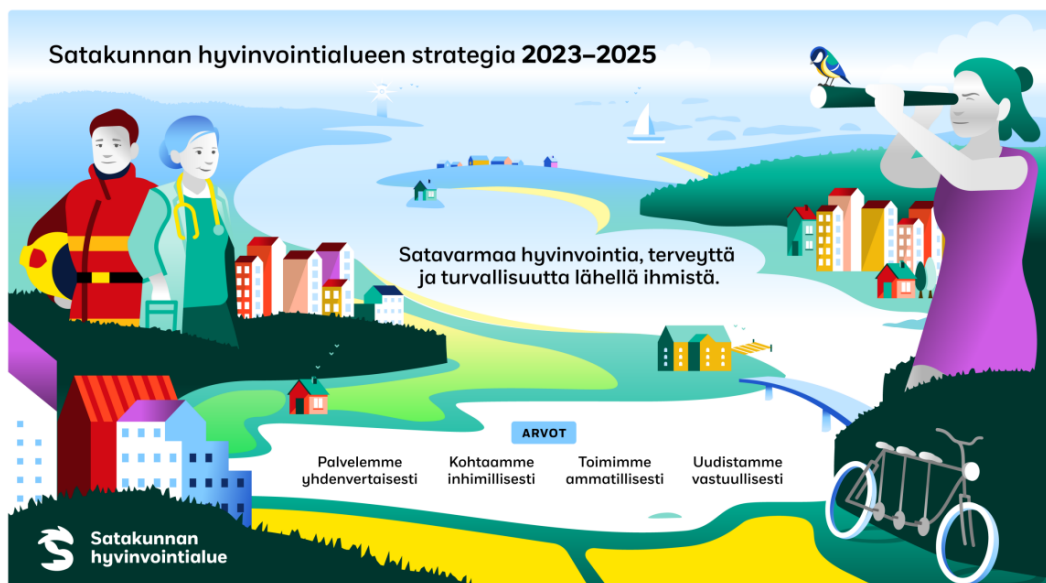 Satakunnan hyvinvointialueen strategia 2023–2025
Satavarmaa hyvinvointia, terveyttä
ja turvallisuutta lähellä ihmistä.
ARVOT
Palvelemme
yhdenvertaisesti
Kohtaamme
inhimillisesti
Toimimme
ammatillisesti
Uudistamme
vastuullisesti
Satakunnan
hyvinvointialue